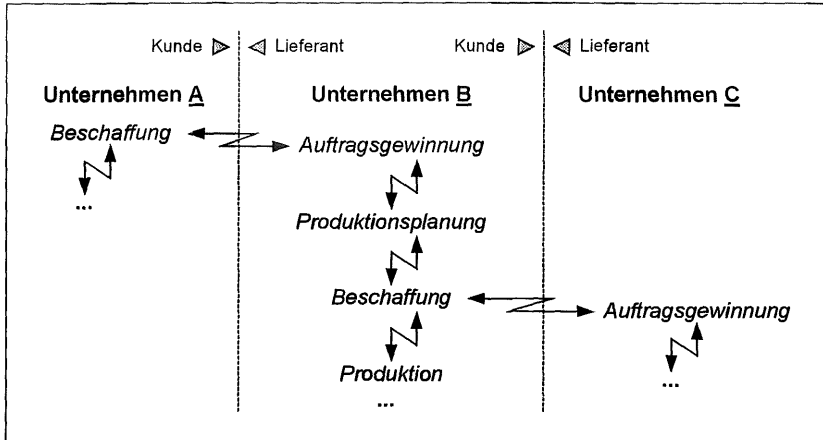 Kunde Lieferant Kunde Lieferant
Unternehmen A Unternehmen B Unternehmen C
Beschaffung
Auftragsgewinnung
...
Produktionsplanung
Beschaffung
Auftragsgewinnung
Produktion
...
...